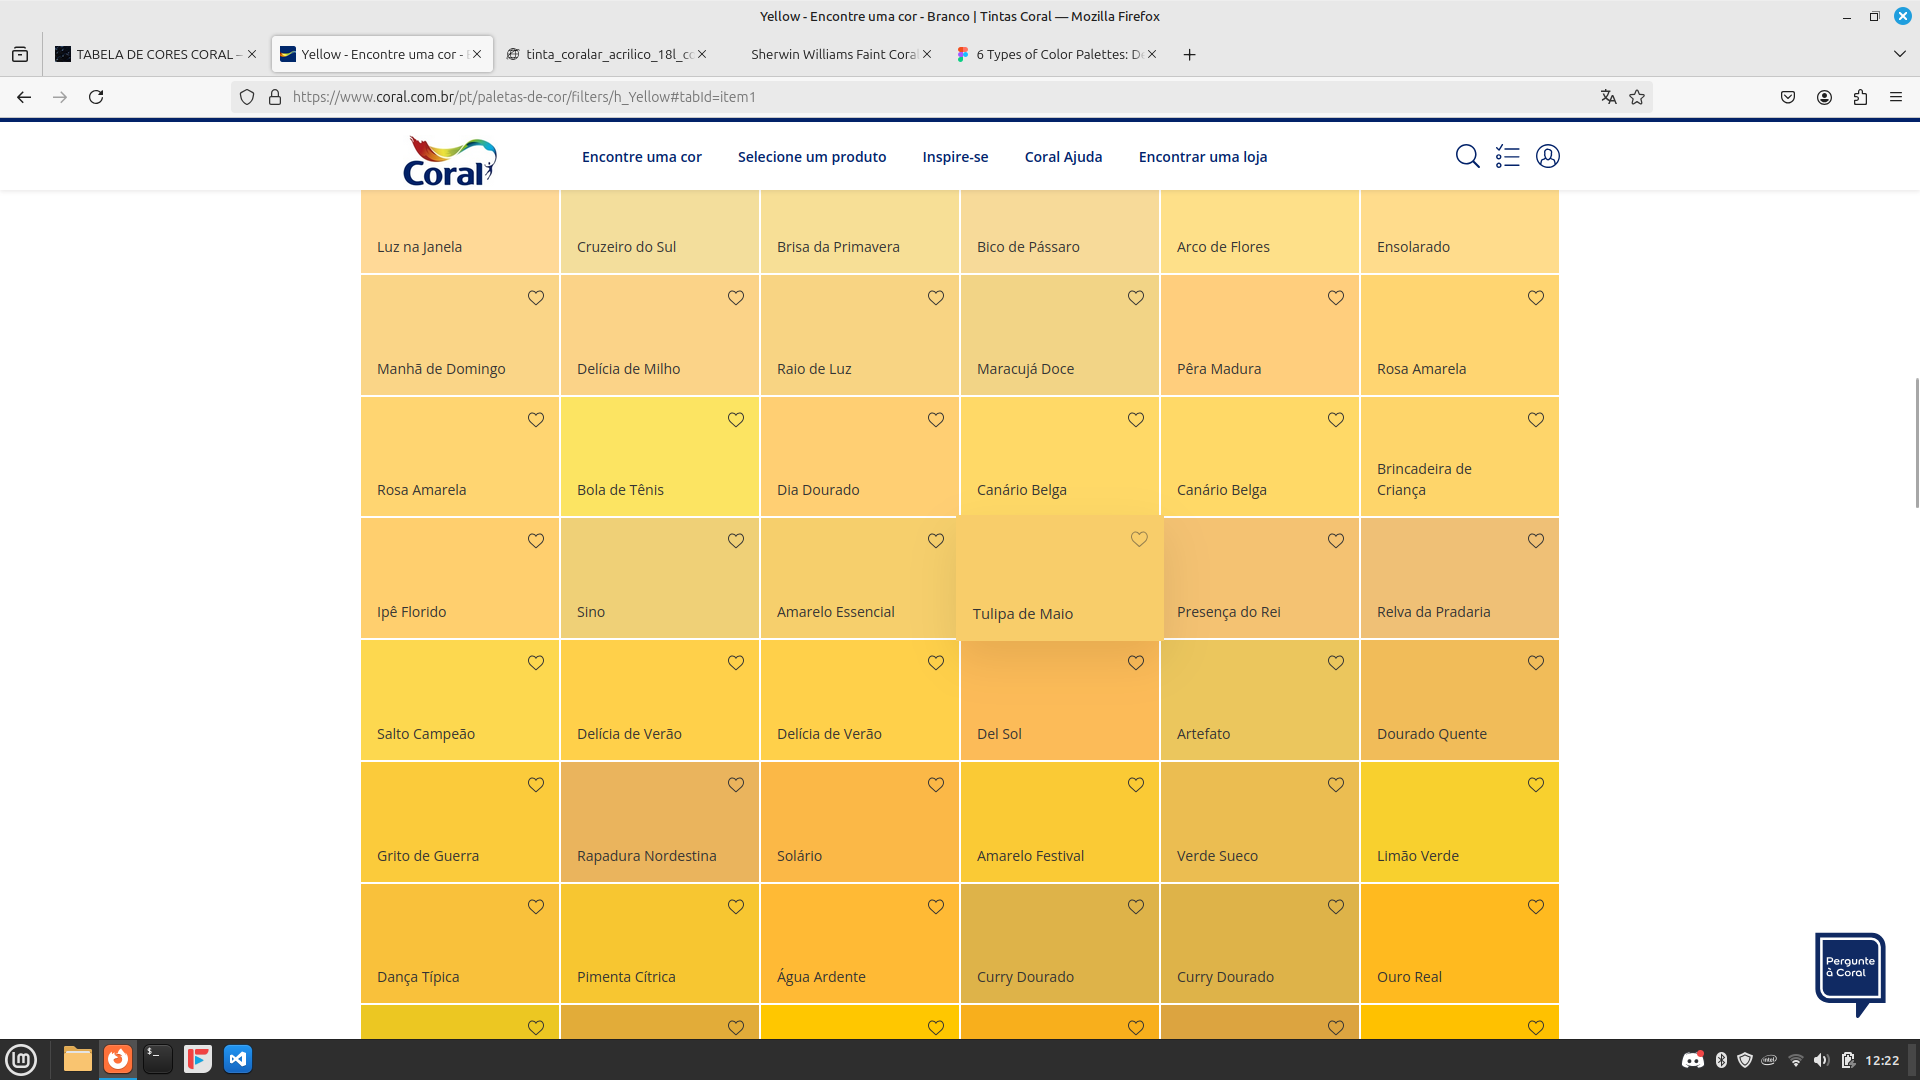 Yellow - Encontre uma cor - Branco | Tintas Coral — Mozilla Firefox
TABELA DE CORES CORAL –
Yellow - Encontre uma cor -
tinta_coralar_acrilico_18l_co
Sherwin Williams Faint Coral
6 Types of Color Palettes: De
https://www.coral.com.br/pt/paletas-de-cor/filters/h_Yellow#tabId=item1
Coral
Encontre uma cor
Selecione um produto
Inspire-se
Coral Ajuda
Encontrar uma loja
Luz na Janela
Cruzeiro do Sul
Brisa da Primavera
Bico de Pássaro
Arco de Flores
Ensolarado
Manhã de Domingo
Delícia de Milho
Raio de Luz
Maracujá Doce
Pêra Madura
Rosa Amarela
Rosa Amarela
Bola de Tênis
Dia Dourado
Canário Belga
Canário Belga
Brincadeira de
Criança
Ipê Florido
Sino
Amarelo Essencial
Tulipa de Maio
Presença do Rei
Relva da Pradaria
Salto Campeão
Delícia de Verão
Delícia de Verão
Del Sol
Artefato
Dourado Quente
Grito de Guerra
Rapadura Nordestina
Solário
Amarelo Festival
Verde Sueco
Limão Verde
Dança Típica
Pimenta Cítrica
Água Ardente
Curry Dourado
Curry Dourado
Ouro Real
Pergunte
à Coral
12:22